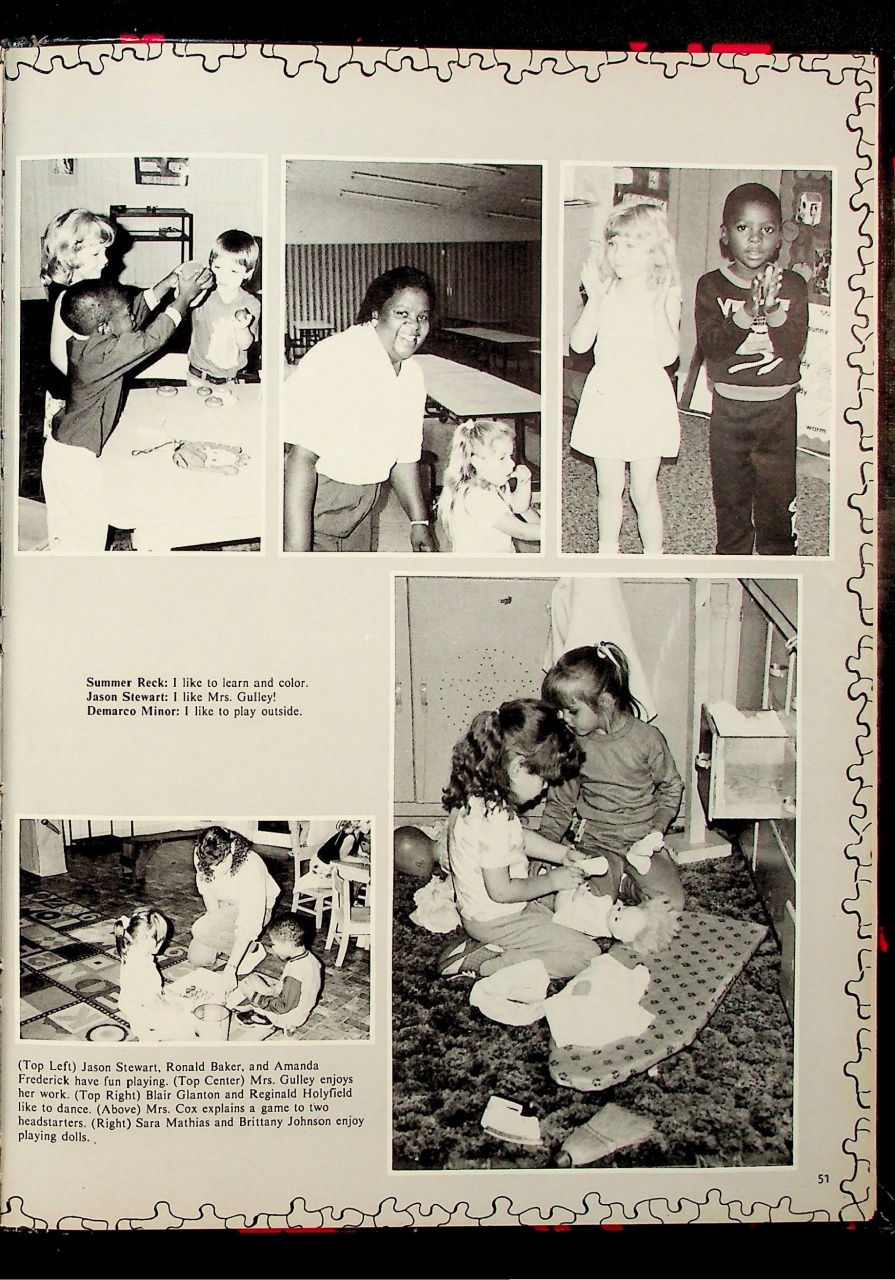 Summer Reck: I like to learn and color.
Jason Stewart: I like Mrs. Gulley!
Demarco Minor: I like to play outside.
(Top Left) Jason Stewart, Ronald Baker, and Amanda
Frederick have fun playing. (Top Center) Mrs. Gulley enjoys
her work. (Top Right) Blair Glanton and Reginald Holyfield
like to dance. (Above) Mrs. Cox explains a game to two
headstarters. (Right) Sara Mathias and Brittany Johnson enjoy
playing dolls.
51
warm